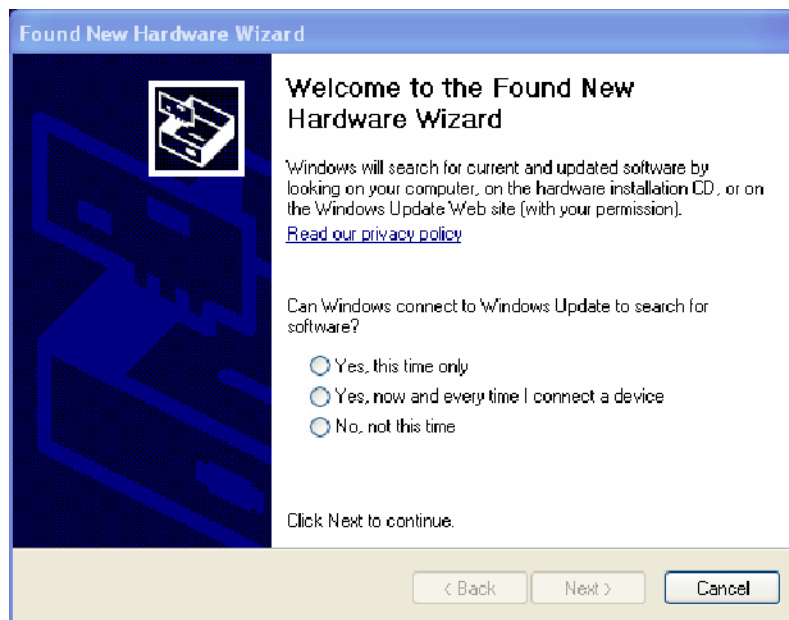 Found New Hardware Wizard
Welcome to the Found New
Hardware Wizard
Windows will search for current and updated software by
looking on your computer, on the hardware installation CD, or on
the Windows Update Web site (with your permission).
Read our privacy policy
Can Windows connect to Windows Update to search for
software?
Yes, this time only
Yes, now and every time I connect a device
No, not this time
Click Next to continue.
< Back
Next >
Cancel